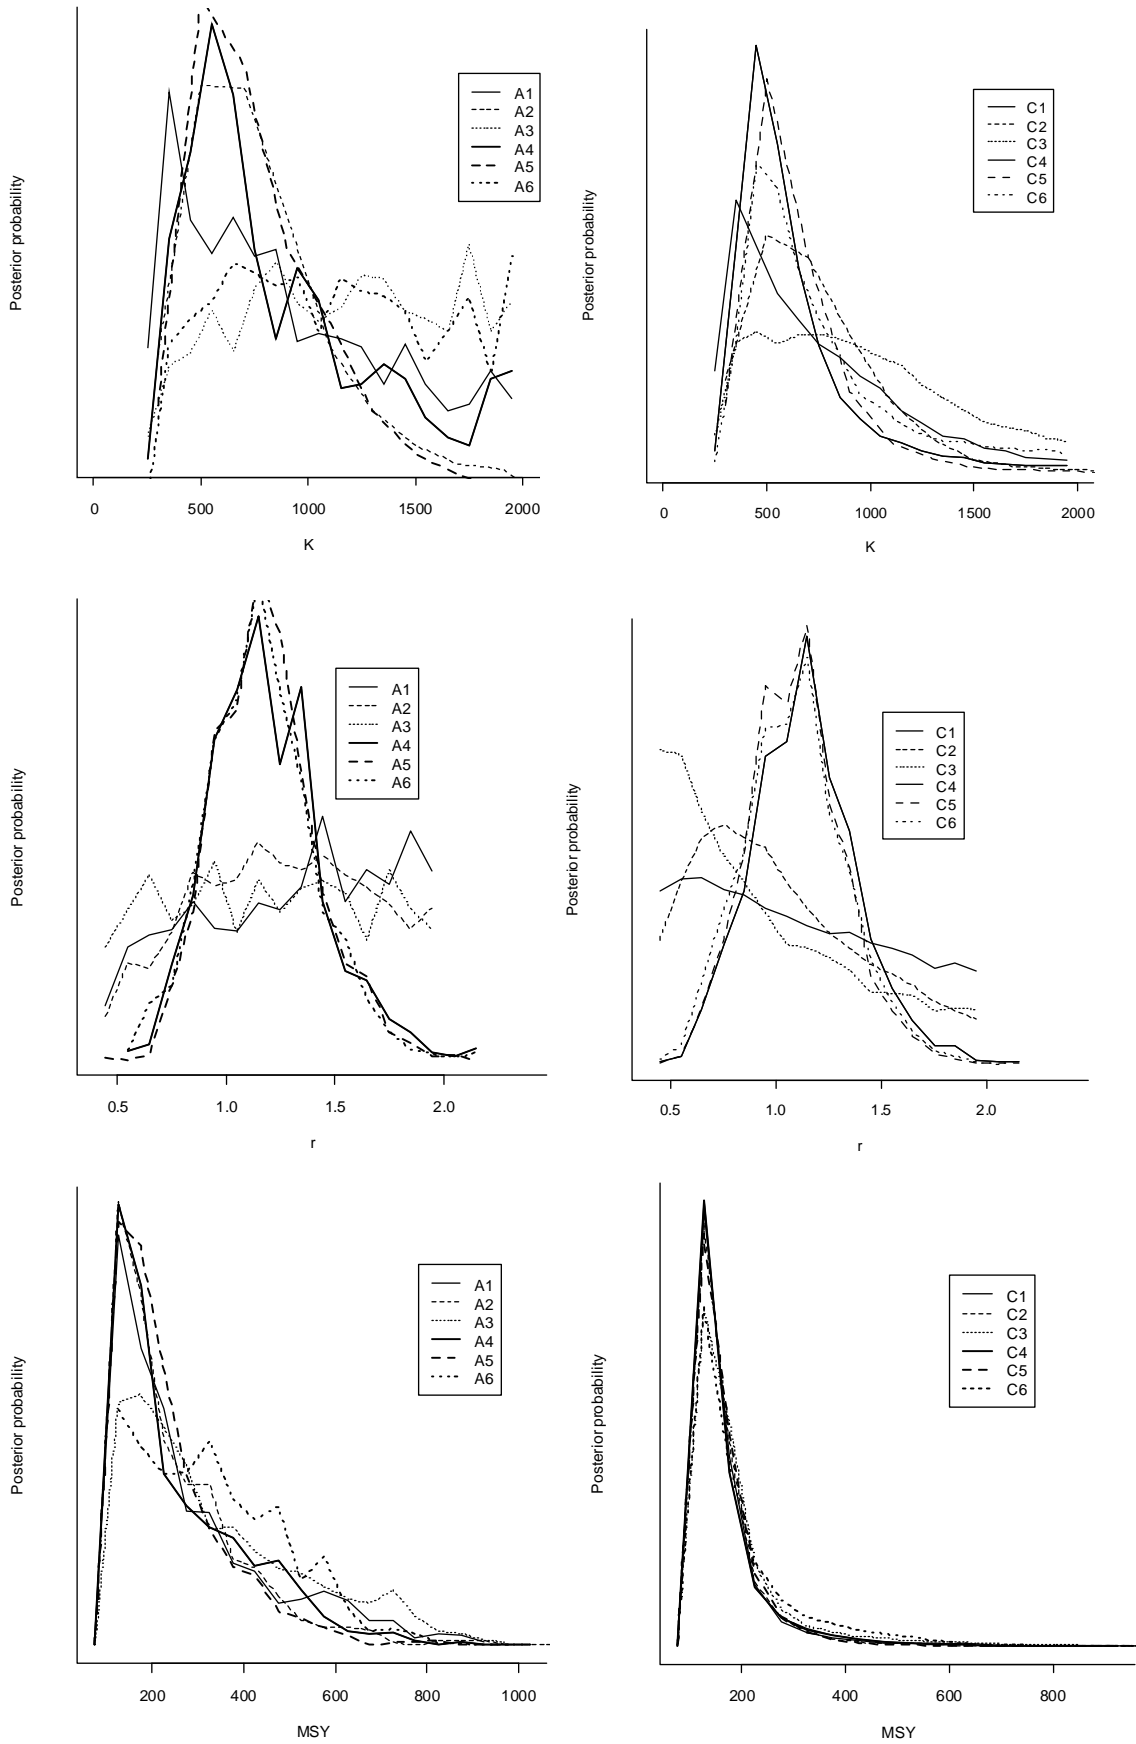 Posterior probability
A1
A2
A3
A4
A5
A6
0 500 1000 1500 2000
K
Posterior probability
C1
C2
C3
C4
C5
C6
0 500 1000 1500 2000
K
Posterior probability
A1
A2
A3
A4
A5
A6
0.5 1.0 1.5 2.0
r
Posterior probability
C1
C2
C3
C4
C5
C6
0.5 1.0 1.5 2.0
r
Posterior probability
A1
A2
A3
A4
A5
A6
200 400 600 800 1000
MSY
Posterior probability
C1
C2
C3
C4
C5
C6
200 400 600 800
MSY